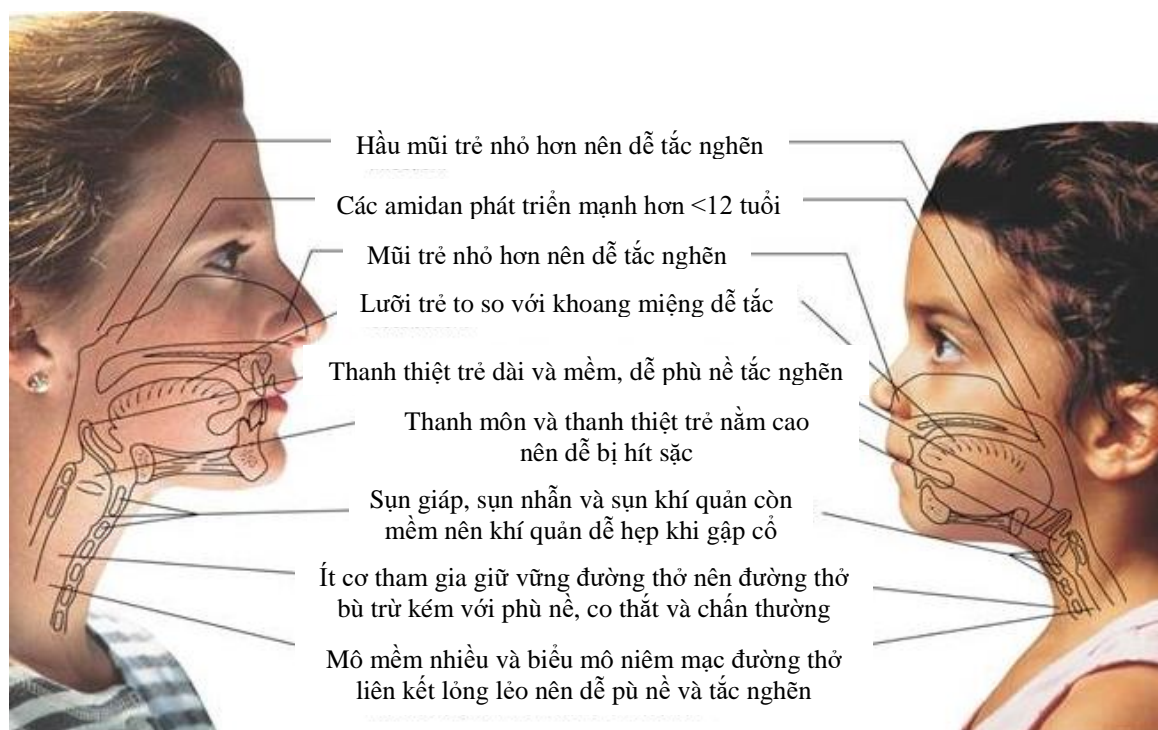 Hầu mũi trẻ nhỏ hơn nên dễ tắc nghẽn
Các amidan phát triển mạnh hơn <12 tuổi
Mũi trẻ nhỏ hơn nên dễ tắc nghẽn
Lưỡi trẻ to so với khoang miệng dễ tắc
Thanh thiệt trẻ dài và mềm, dễ phù nề tắc nghẽn
Thanh môn và thanh thiệt trẻ nằm cao
nên dễ bị hít sặc
Sụn giáp, sụn nhẫn và sụn khí quản còn
mềm nên khí quản dễ hẹp khi gập cổ
Ít cơ tham gia giữ vững đường thở nên đường thở
bù trừ kém với phù nề, co thắt và chấn thường
Mô mềm nhiều và biểu mô niêm mạc đường thở
liên kết lỏng lẻo nên dễ pù nề và tắc nghẽn